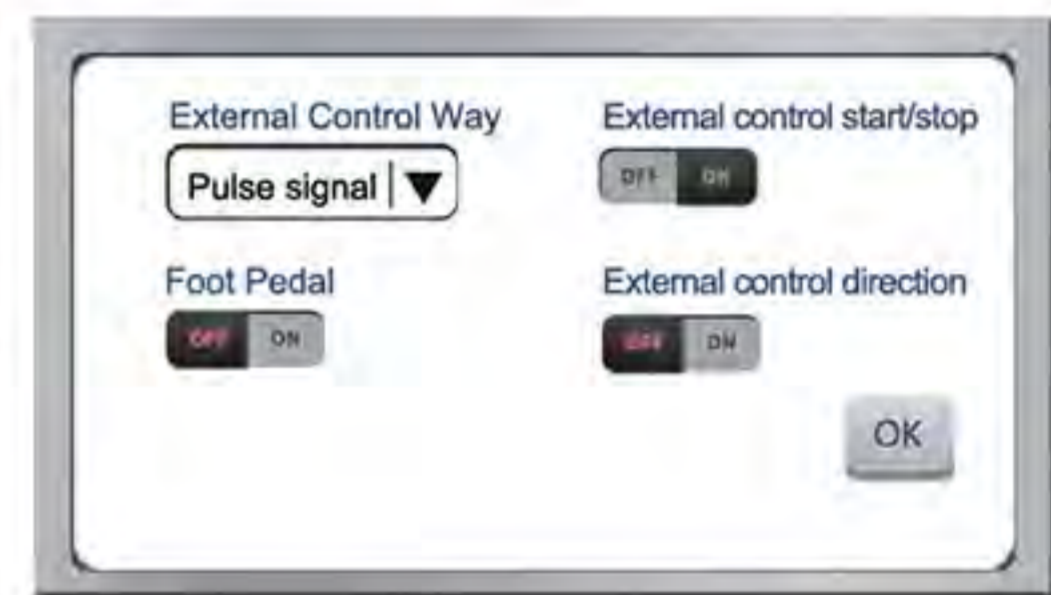 External Control Way
Pulse signal
External control start/stop
OFF ON
Foot Pedal
OFF ON
External control direction
OFF ON
OK